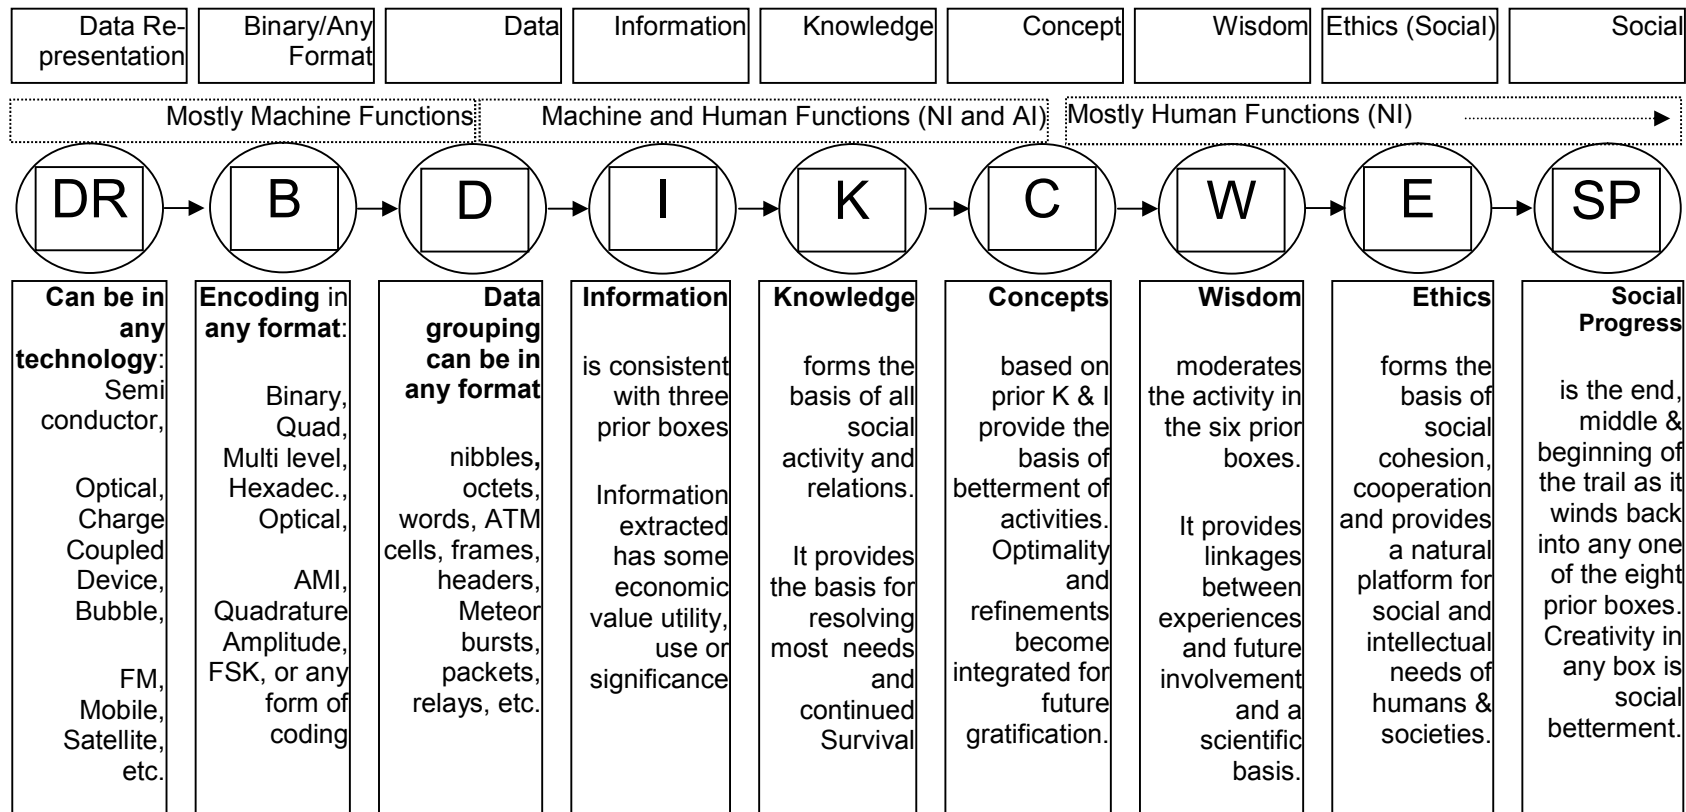 Data Re-
presentation
Binary/Any
Format
Data
Information
Knowledge
Concept
Wisdom
Ethics (Social)
Social
Mostly Machine Functions
Machine and Human Functions (NI and AI)
Mostly Human Functions (NI)
DR
B
D
I
K
C
W
E
SP
Can be in
any
technology:
Semi
conductor,
Optical,
Charge
Coupled
Device,
Bubble,
FM,
Mobile,
Satellite,
etc.
Encoding in
any format:
Binary,
Quad,
Multi level,
Hexadec.,
Optical,
AMI,
Quadrature
Amplitude,
FSK, or any
form of
coding
Data
grouping
can be in
any format
nibbles,
octets,
words, ATM
cells, frames,
headers,
Meteor
bursts,
packets,
relays, etc.
Information
is consistent
with three
prior boxes
Information
extracted
has some
economic
value utility,
use or
significance
Knowledge
forms the
basis of all
social
activity and
relations.
It provides
the basis for
resolving
most needs
and
continued
Survival
Concepts
based on
prior K & I
provide the
basis of
betterment of
activities.
Optimality
and
refinements
become
integrated for
future
gratification.
Wisdom
moderates
the activity in
the six prior
boxes.
It provides
linkages
between
experiences
and future
involvement
and a
scientific
basis.
Ethics
forms the
basis of
social
cohesion,
cooperation
and provides
a natural
platform for
social and
intellectual
needs of
humans &
societies.
Social
Progress
is the end,
middle &
beginning of
the trail as it
winds back
into any one
of the eight
prior boxes.
Creativity in
any box is
social
betterment.